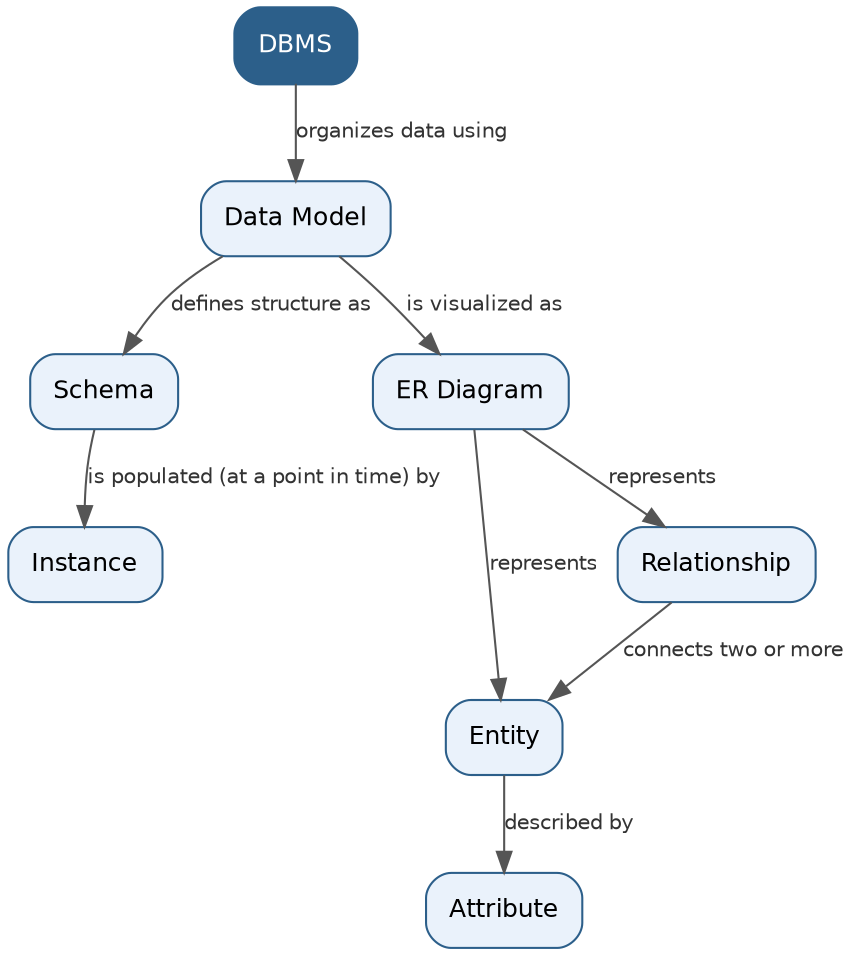 DBMS
organizes data using
Data Model
defines structure as
is visualized as
Schema
ER Diagram
is populated (at a point in time) by
represents
Instance
represents
Relationship
connects two or more
Entity
described by
Attribute